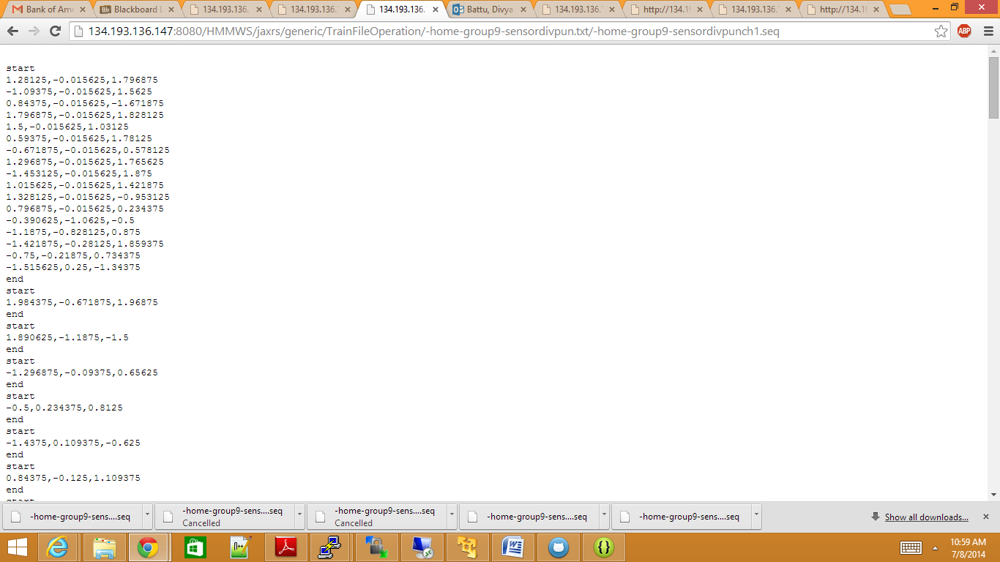 Bank of Ame
Blackboard L
134.193.136.
134.193.136.
134.193.136.
Battu, Divya
134.193.136.
http://134.19
134.193.136.
http://134.19
134.193.136.147:8080/HMMWS/jaxrs/generic/TrainFileOperation/-home-group9-sensordivpun.txt/-home-group9-sensordivpunch1.seq
ABP
start
1.28125,-0.015625,1.796875
-1.09375,-0.015625,1.5625
0.84375,-0.015625,-1.671875
1.796875,-0.015625,1.828125
1.5,-0.015625,1.03125
0.59375,-0.015625,1.78125
-0.671875,-0.015625,0.578125
1.296875,-0.015625,1.765625
-1.453125,-0.015625,1.875
1.015625,-0.015625,1.421875
1.328125,-0.015625,-0.953125
0.796875,-0.015625,0.234375
-0.390625,-1.0625,-0.5
-1.1875,-0.828125,0.875
-1.421875,-0.28125,1.859375
-0.75,-0.21875,0.734375
-1.515625,0.25,-1.34375
end
start
1.984375,-0.671875,1.96875
end
start
1.890625,-1.1875,-1.5
end
start
-1.296875,-0.09375,0.65625
end
start
-0.5,0.234375,0.8125
end
start
-1.4375,0.109375,-0.625
end
start
0.84375,-0.125,1.109375
end
start
-home-group9-sens....seq
-home-group9-sens....seq
Cancelled
-home-group9-sens....seq
Cancelled
-home-group9-sens....seq
-home-group9-sens....seq
Show all downloads...
10:59 AM
7/8/2014